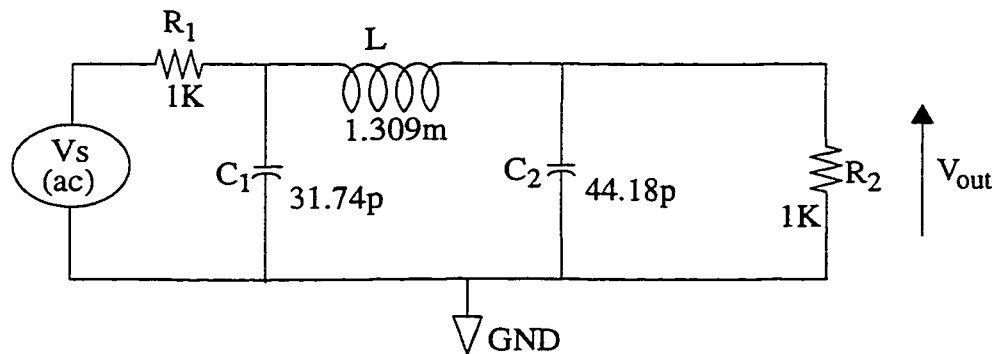 R1
1K
L
1.309m
Vs
(ac)
C1
31.74p
C2
44.18p
R2
1K
Vout
GND